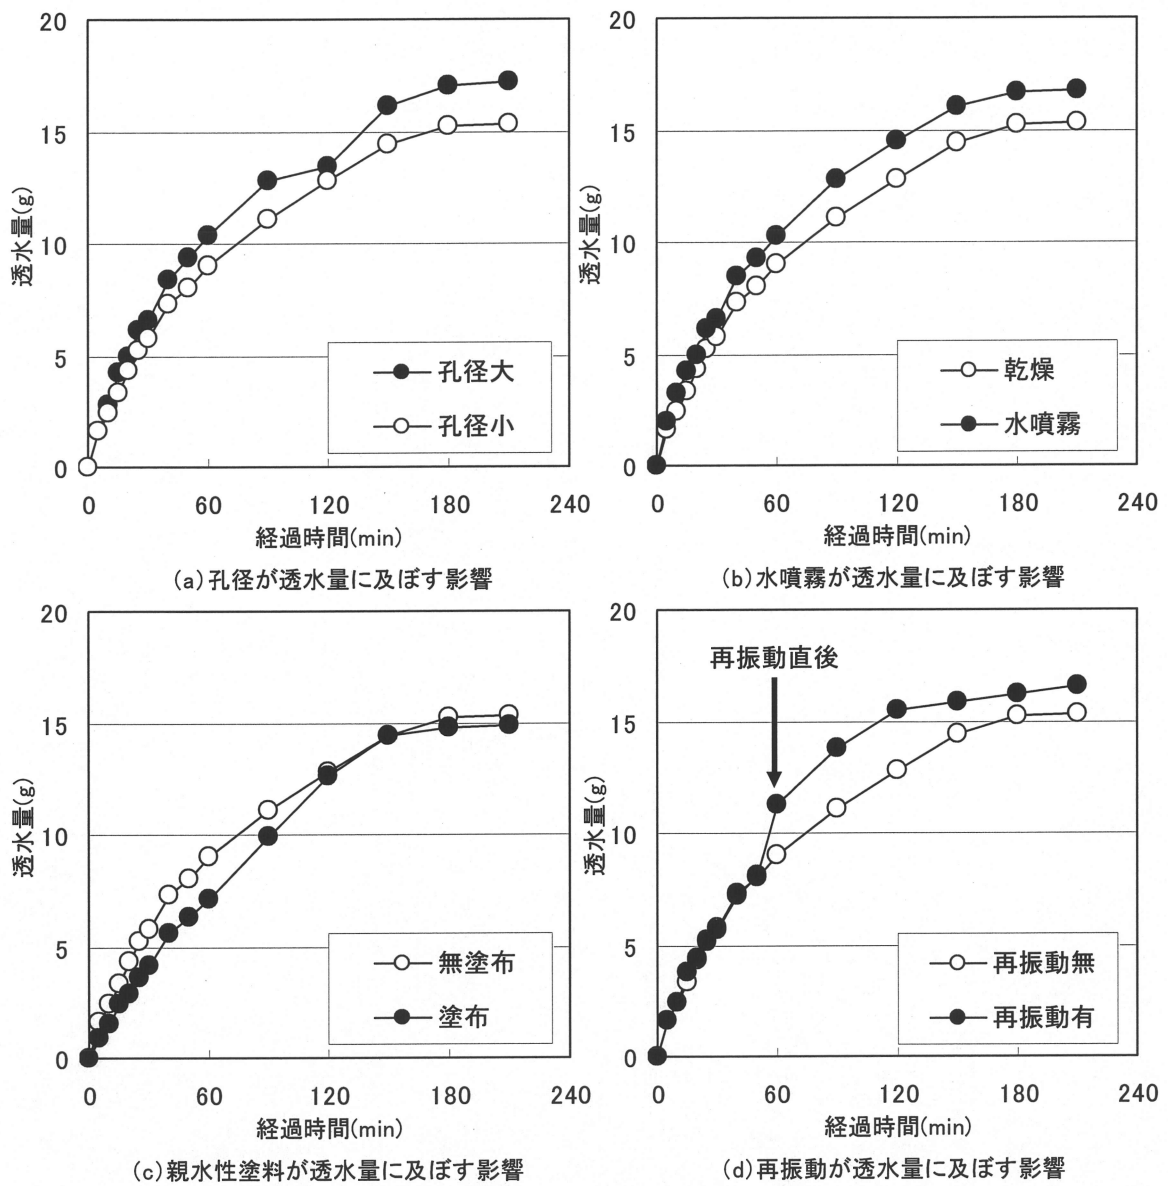 20
15
10
5
0
透水量(g)
孔径大
孔径小
0 60 120 180 240
経過時間(min)
(a)孔径が透水量に及ぼす影響
20
15
10
5
0
透水量(g)
乾燥
水噴霧
0 60 120 180 240
経過時間(min)
(b)水噴霧が透水量に及ぼす影響
20
15
10
5
0
透水量(g)
無塗布
塗布
0 60 120 180 240
経過時間(min)
(c)親水性塗料が透水量に及ぼす影響
20
15
10
5
0
透水量(g)
再振動直後
再振動無
再振動有
0 60 120 180 240
経過時間(min)
(d)再振動が透水量に及ぼす影響